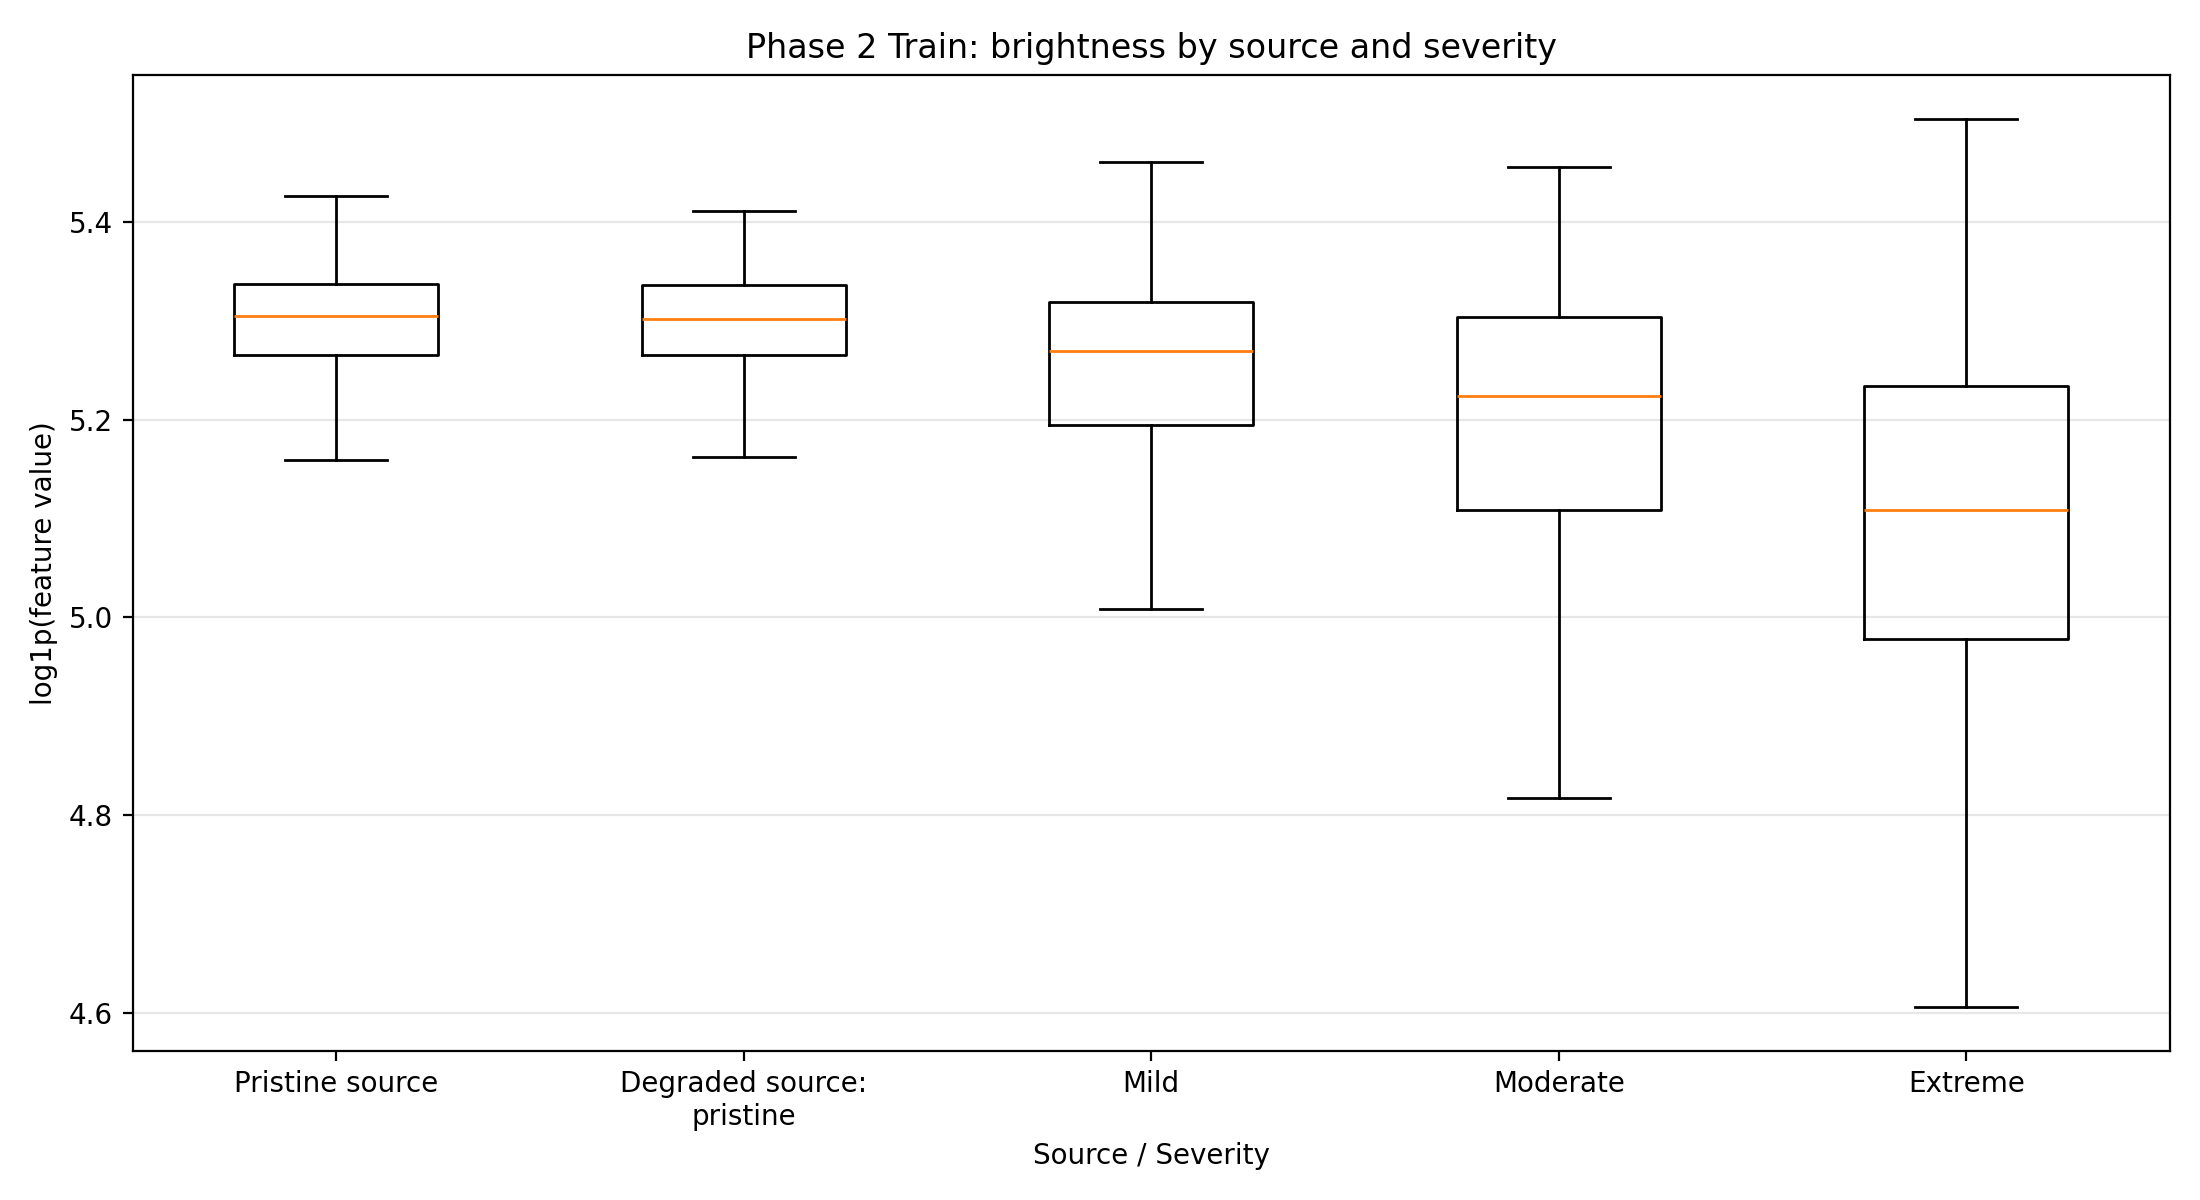 Phase 2 Train: brightness by source and severity
log1p(feature value)
5.4
5.2
5.0
4.8
4.6
Pristine source
Degraded source:
pristine
Mild
Moderate
Extreme
Source / Severity